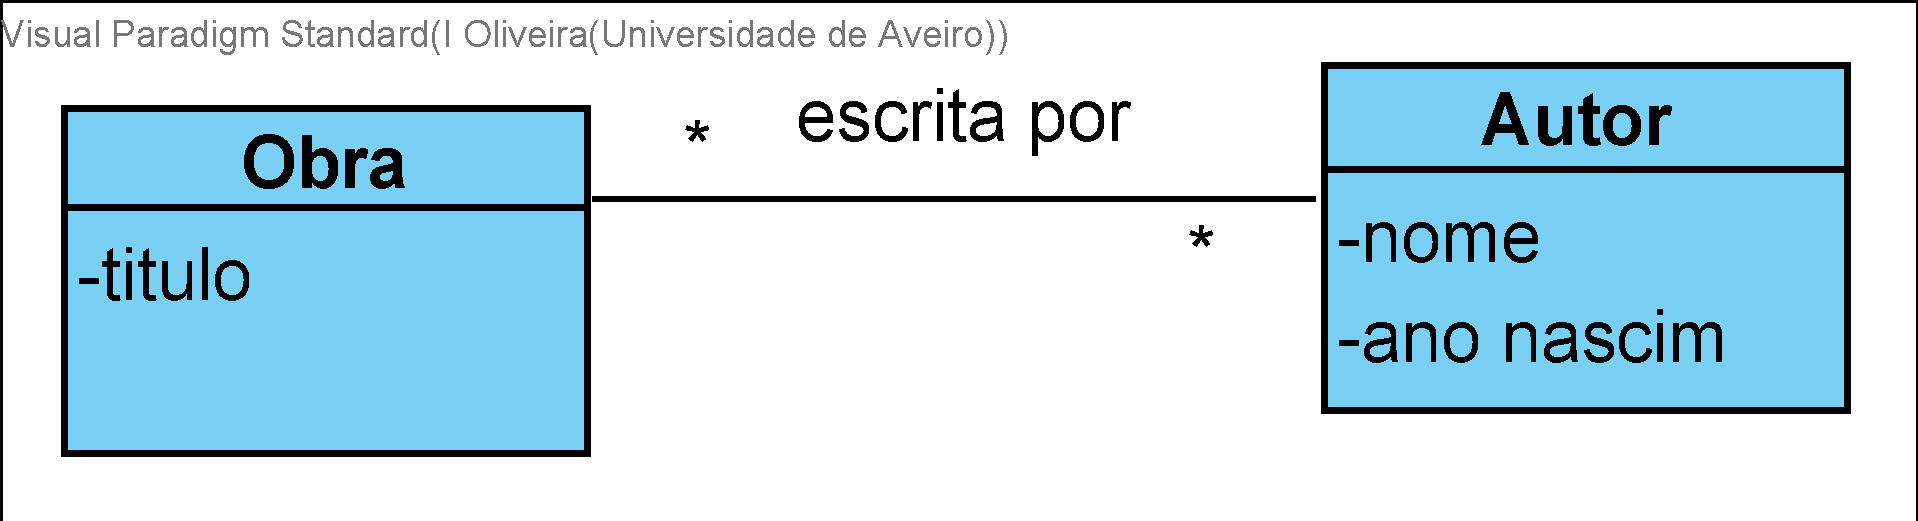 Visual Paradigm Standard(I Oliveira(Universidade de Aveiro))
Obra
-titulo
* escrita por
*
Autor
-nome
-ano nascim